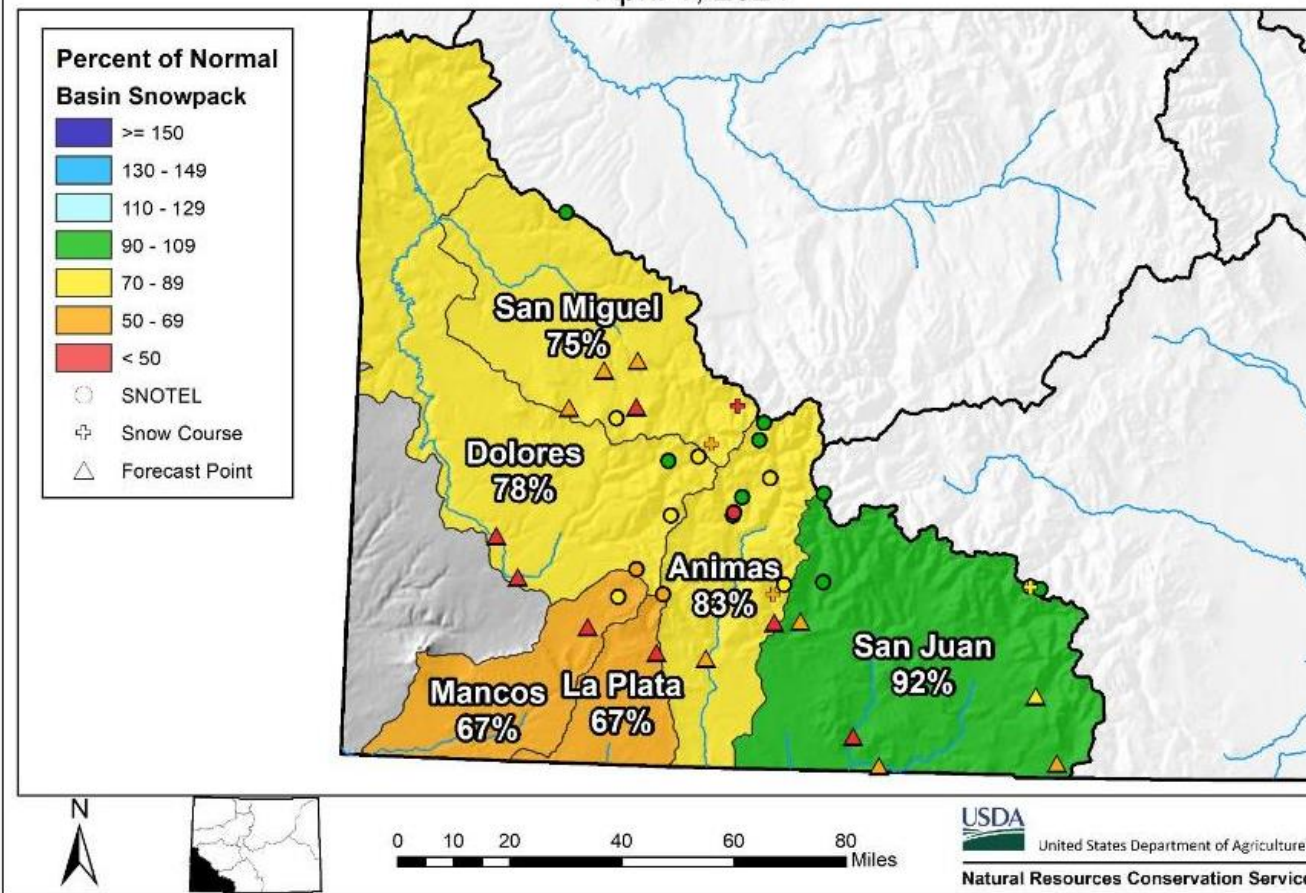 Percent of Normal
Basin Snowpack
>= 150
130 - 149
110 - 129
90 - 109
70 - 89
50 - 69
< 50
SNOTEL
Snow Course
Forecast Point
San Miguel
75%
Dolores
78%
Animas
83%
San Juan
92%
Mancos
67%
La Plata
67%
N
0 10 20 40 60 80
Miles
USDA
United States Department of Agriculture
Natural Resources Conservation Service